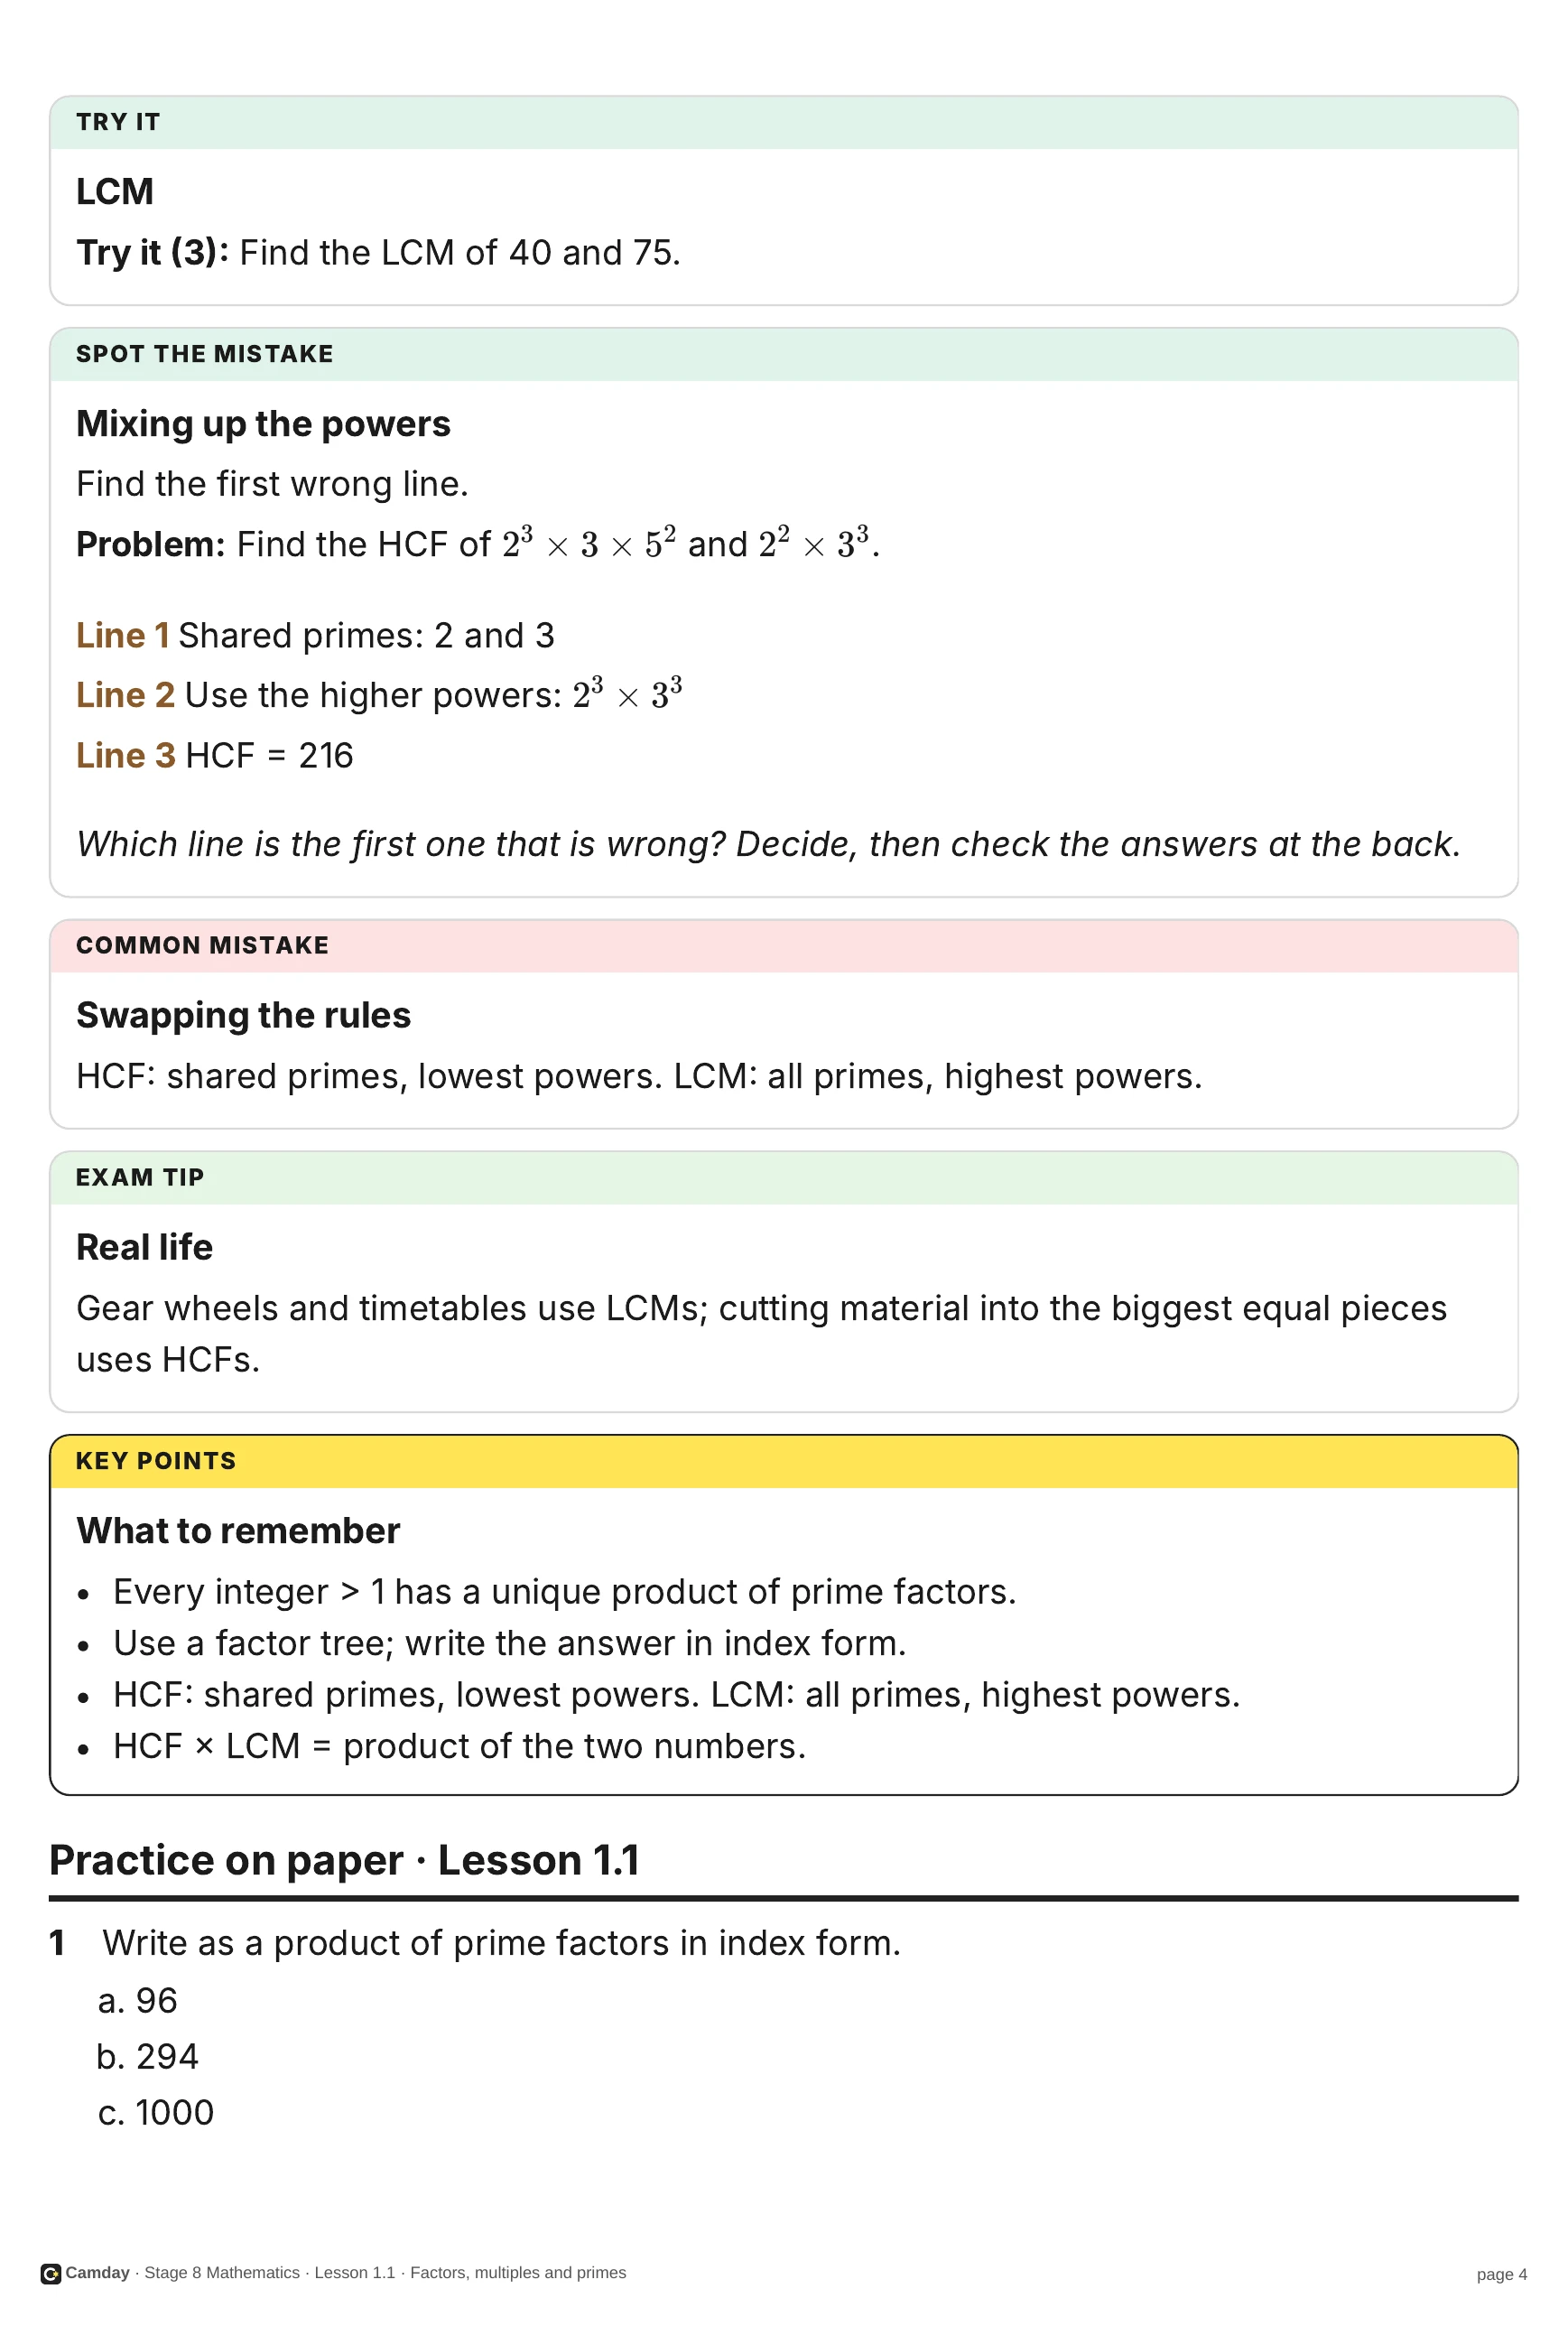 TRY IT
LCM
Try it (3): Find the LCM of 40 and 75.
SPOT THE MISTAKE
Mixing up the powers
Find the first wrong line.
Problem: Find the HCF of 2³ × 3 × 5² and 2² × 3³.
Line 1 Shared primes: 2 and 3
Line 2 Use the higher powers: 2³ × 3³
Line 3 HCF = 216
Which line is the first one that is wrong? Decide, then check the answers at the back.
COMMON MISTAKE
Swapping the rules
HCF: shared primes, lowest powers. LCM: all primes, highest powers.
EXAM TIP
Real life
Gear wheels and timetables use LCMs; cutting material into the biggest equal pieces
uses HCFs.
KEY POINTS
What to remember
• Every integer > 1 has a unique product of prime factors.
• Use a factor tree; write the answer in index form.
• HCF: shared primes, lowest powers. LCM: all primes, highest powers.
• HCF × LCM = product of the two numbers.
Practice on paper · Lesson 1.1
1 Write as a product of prime factors in index form.
a. 96
b. 294
c. 1000
Camday · Stage 8 Mathematics · Lesson 1.1 · Factors, multiples and primes
page 4